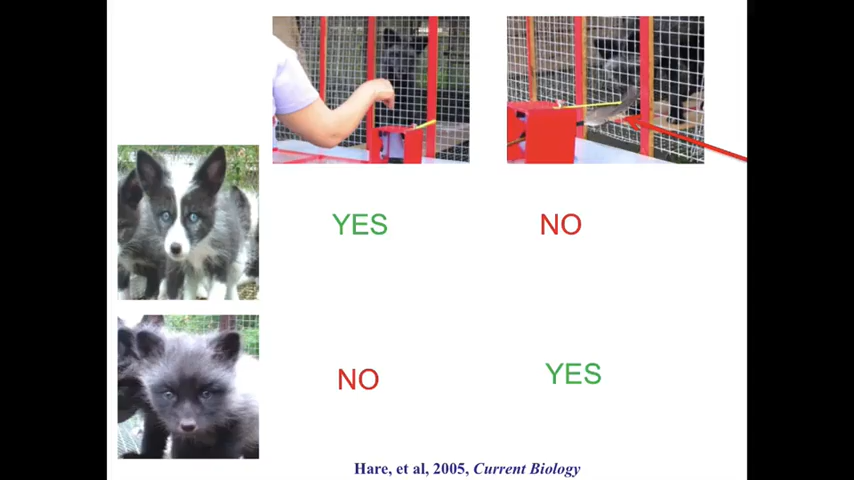 YES
NO
NO
YES
Hare, et al, 2005, Current Biology